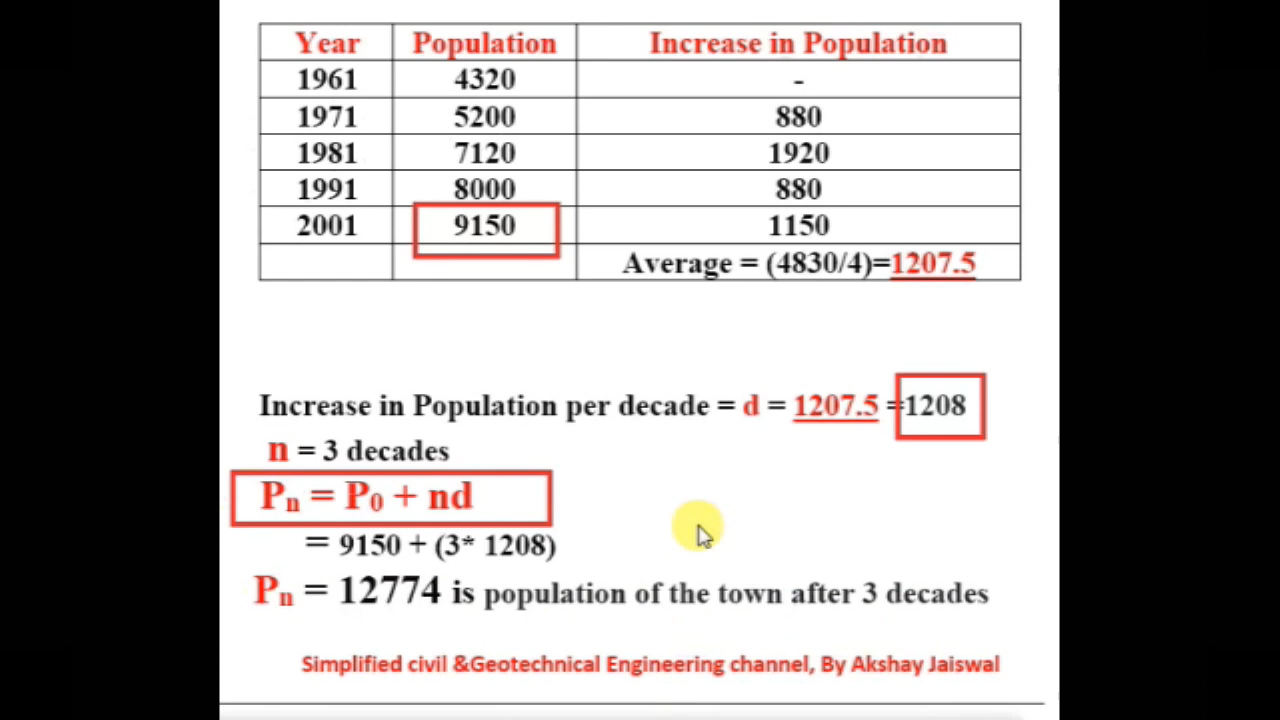 Year Population Increase in Population
1961 4320 -
1971 5200 880
1981 7120 1920
1991 8000 880
2001 9150 1150
Average = (4830/4)=1207.5
Increase in Population per decade = d = 1207.5 =1208
n = 3 decades
Pn = P0 + nd
= 9150 + (3* 1208)
Pn = 12774 is population of the town after 3 decades
Simplified civil &Geotechnical Engineering channel, By Akshay Jaiswal